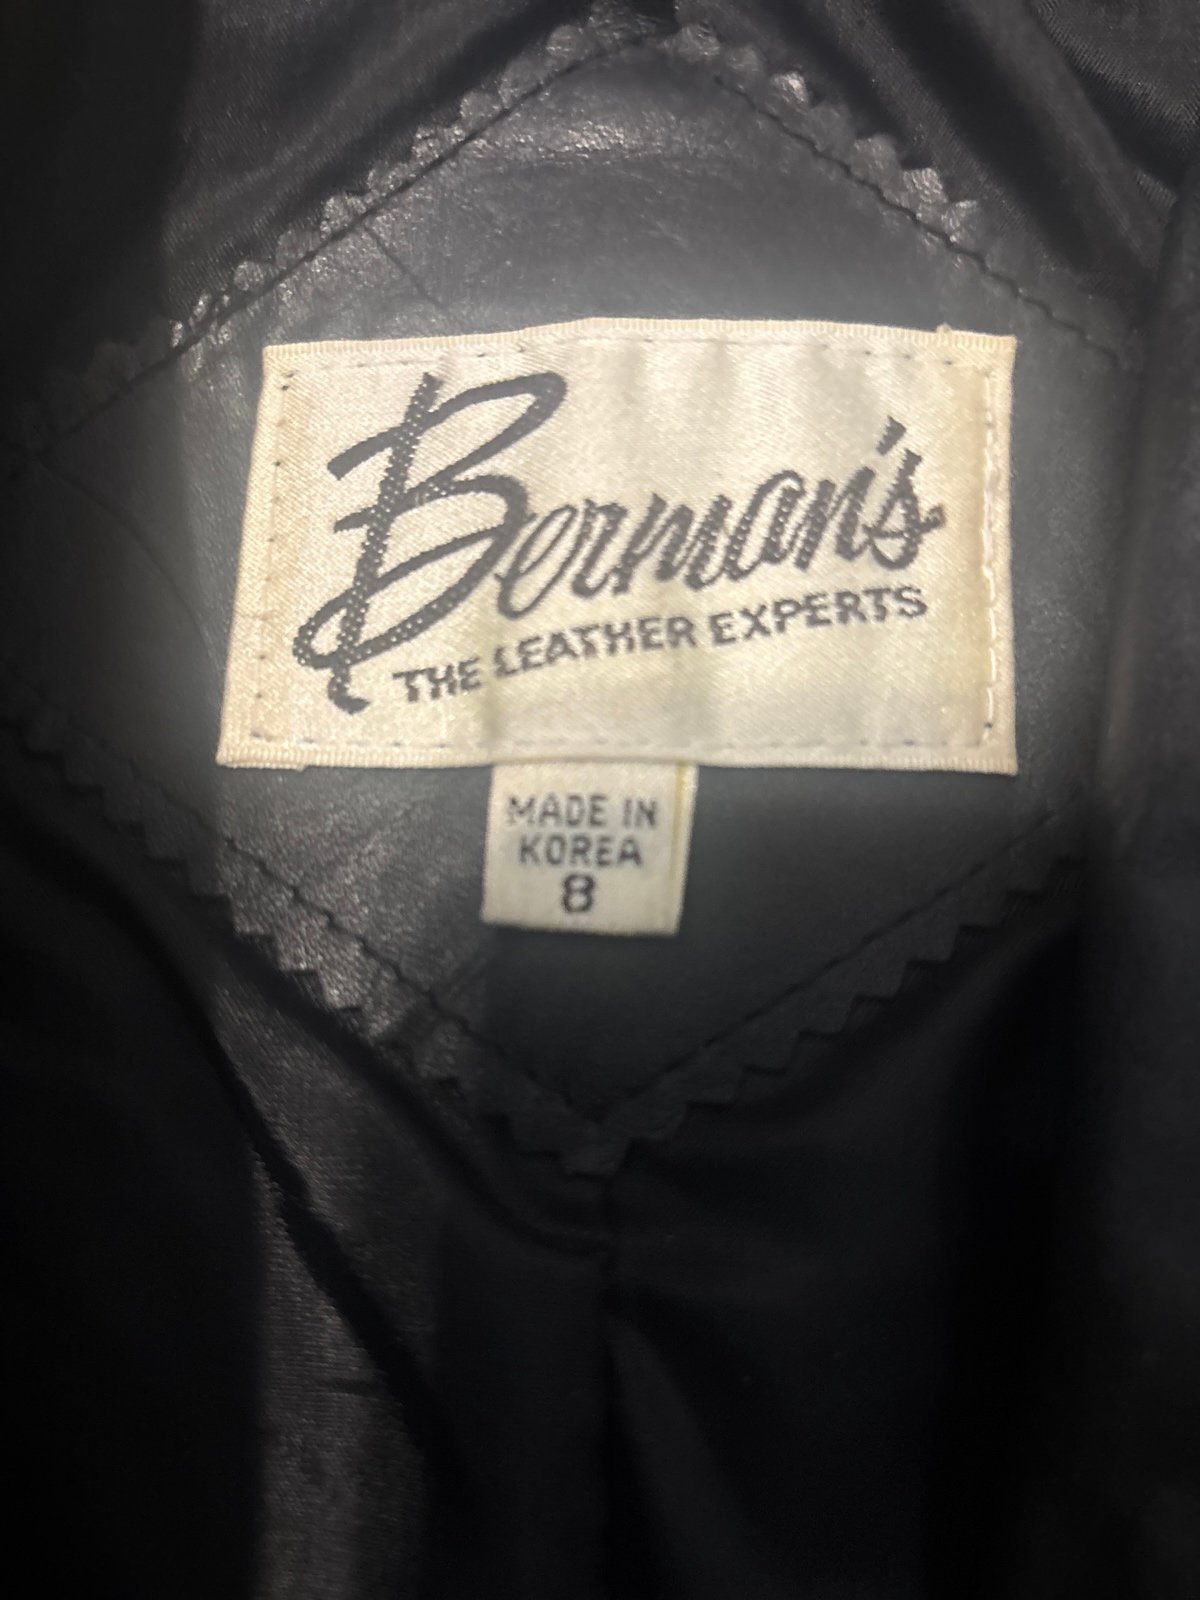 Berman's
THE LEATHER EXPERTS
MADE IN
KOREA
8